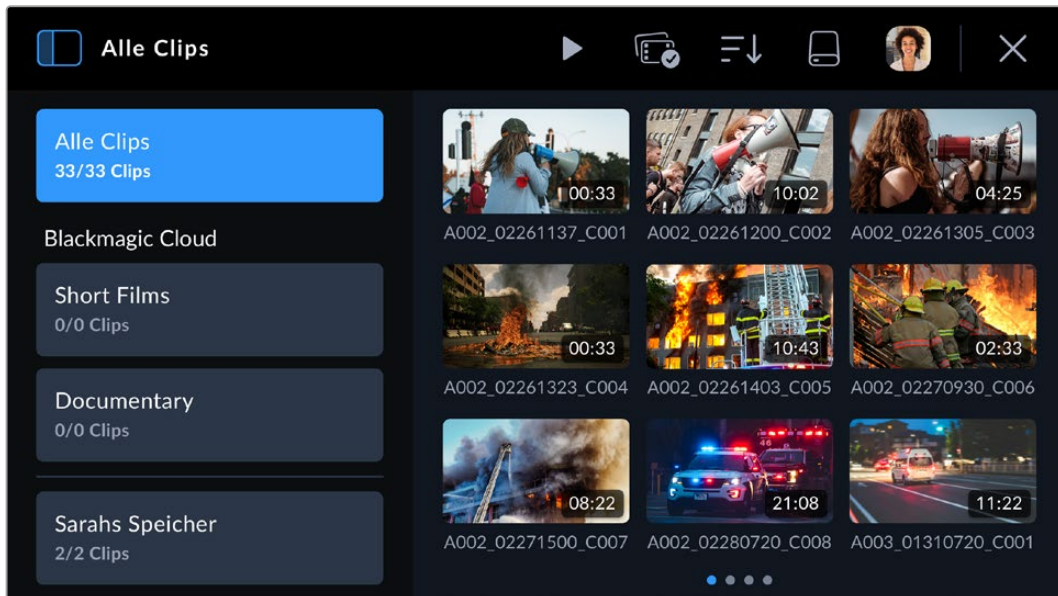 Alle Clips
Alle Clips
33/33 Clips
Blackmagic Cloud
Short Films
0/0 Clips
Documentary
0/0 Clips
Sarahs Speicher
2/2 Clips
00:33 10:02 04:25
A002_02261137_C001 A002_02261200_C002 A002_02261305_C003
00:33 10:43 02:33
A002_02261323_C004 A002_02261403_C005 A002_02270930_C006
46
08:22 21:08 11:22
A002_02271500_C007 A002_02280720_C008 A003_01310720_C001